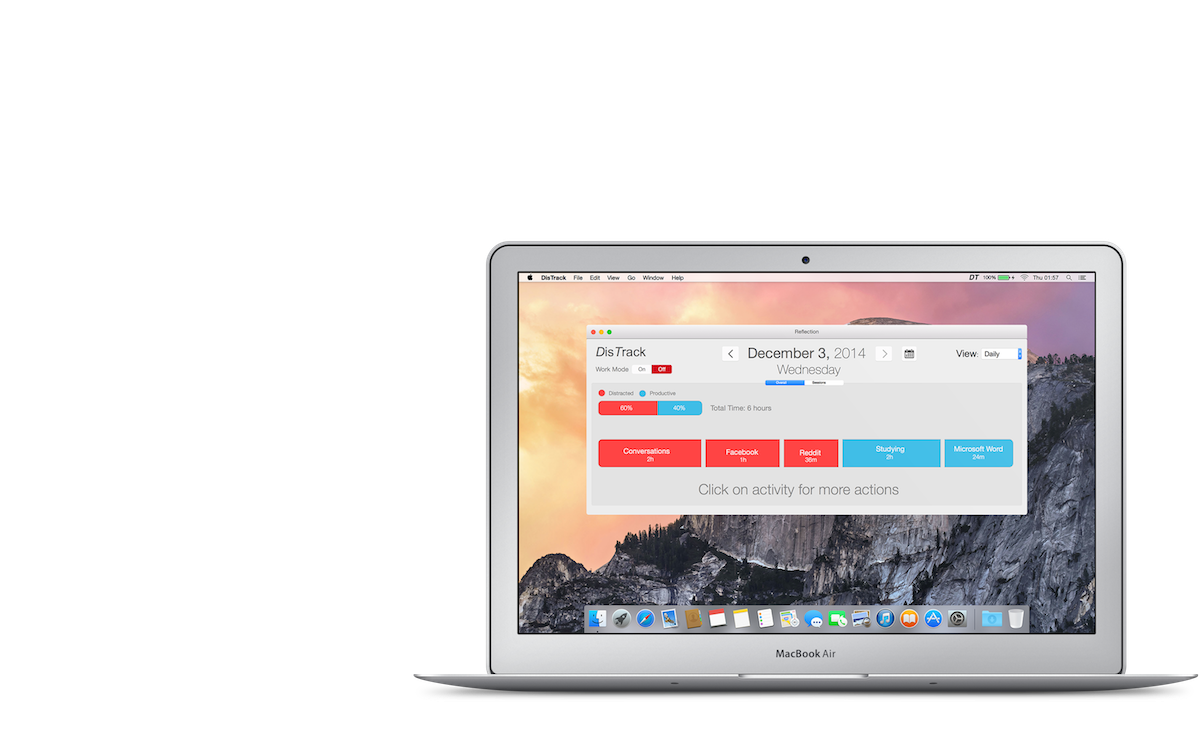 DisTrack File Edit View Go Window Help DT 100% Thu 01:57
Reflection
DisTrack
December 3, 2014
View: Daily
Work Mode On Off
Wednesday
Overall Sessions
Distracted Productive
60% 40% Total Time: 6 hours
Conversations Facebook Reddit Studying Microsoft Word
2h 1h 36m 2h 24m
Click on activity for more actions
MacBook Air